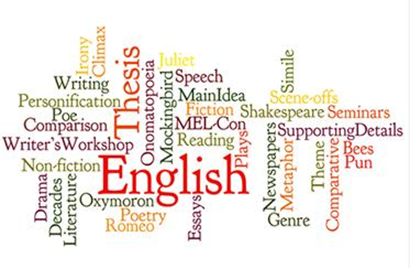 Irony
Climax
Thesis
Juliet
Simile
Writing
Onomatopoeia
Mockingbird
Speech
MainIdea
Scene-offs
Personification
Fiction
Shakespeare
Seminars
Poe
Comparison
MEL-Con
SupportingDetails
Writer'sWorkshop
Reading
Plays
Newspapers
Metaphor
Theme
Comparative
Bees
Pun
Non-fiction
English
Drama
Decades
Literature
Oxymoron
Poetry
Romeo
Essays
Genre